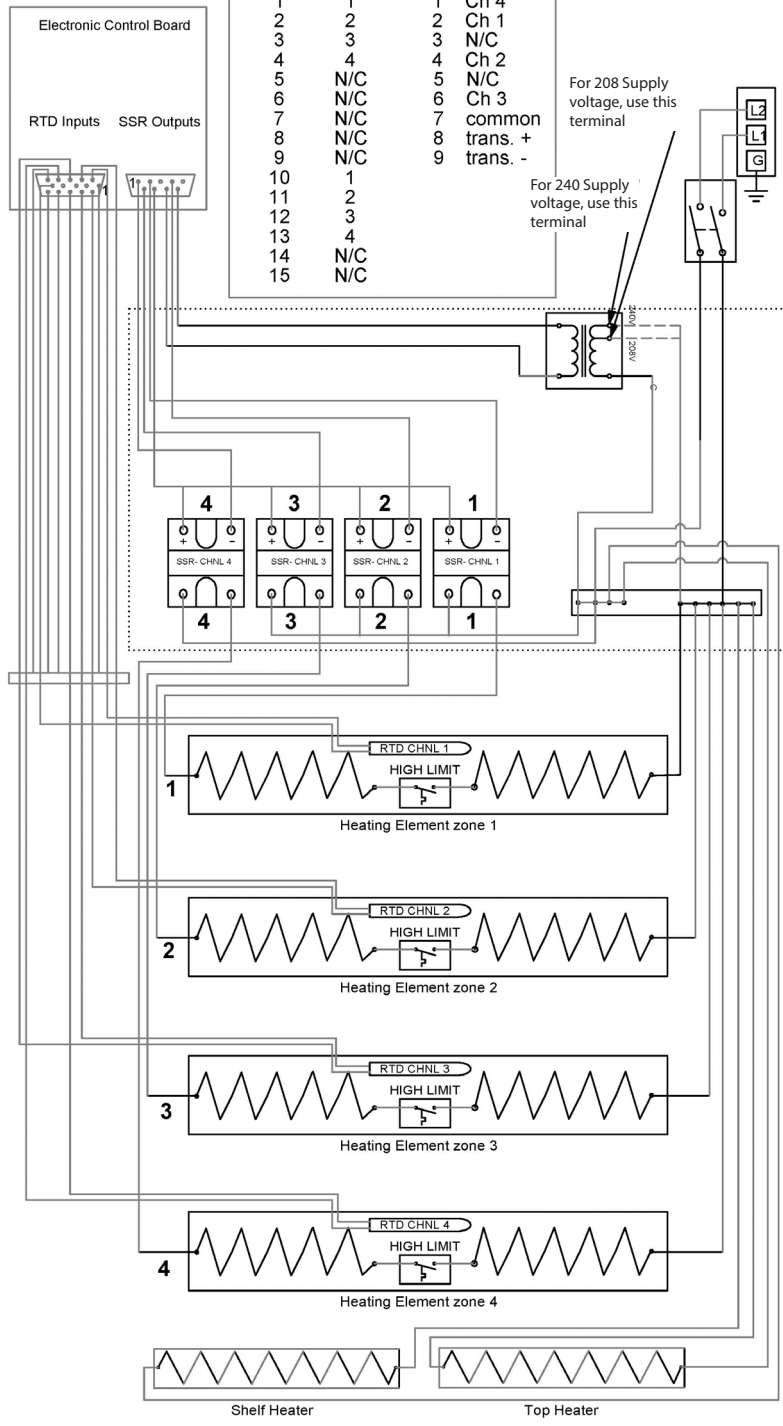 1 1 1 Ch 4
2 2 2 Ch 1
3 3 3 N/C
4 4 4 Ch 2
5 N/C 5 N/C
6 N/C 6 Ch 3
7 N/C 7 common
8 N/C 8 trans. +
9 N/C 9 trans. -
10 1
11 2
12 3
13 4
14 N/C
15 N/C
Electronic Control Board
RTD Inputs SSR Outputs
1
1
For 208 Supply
voltage, use this
terminal
For 240 Supply
voltage, use this
terminal
L2
L1
G
240V
208V
4 3 2 1
+ - + - + - + -
SSR- CHNL 4 SSR- CHNL 3 SSR- CHNL 2 SSR- CHNL 1
4 3 2 1
RTD CHNL 1
HIGH LIMIT
1
Heating Element zone 1
RTD CHNL 2
HIGH LIMIT
2
Heating Element zone 2
RTD CHNL 3
HIGH LIMIT
3
Heating Element zone 3
RTD CHNL 4
HIGH LIMIT
4
Heating Element zone 4
Shelf Heater Top Heater